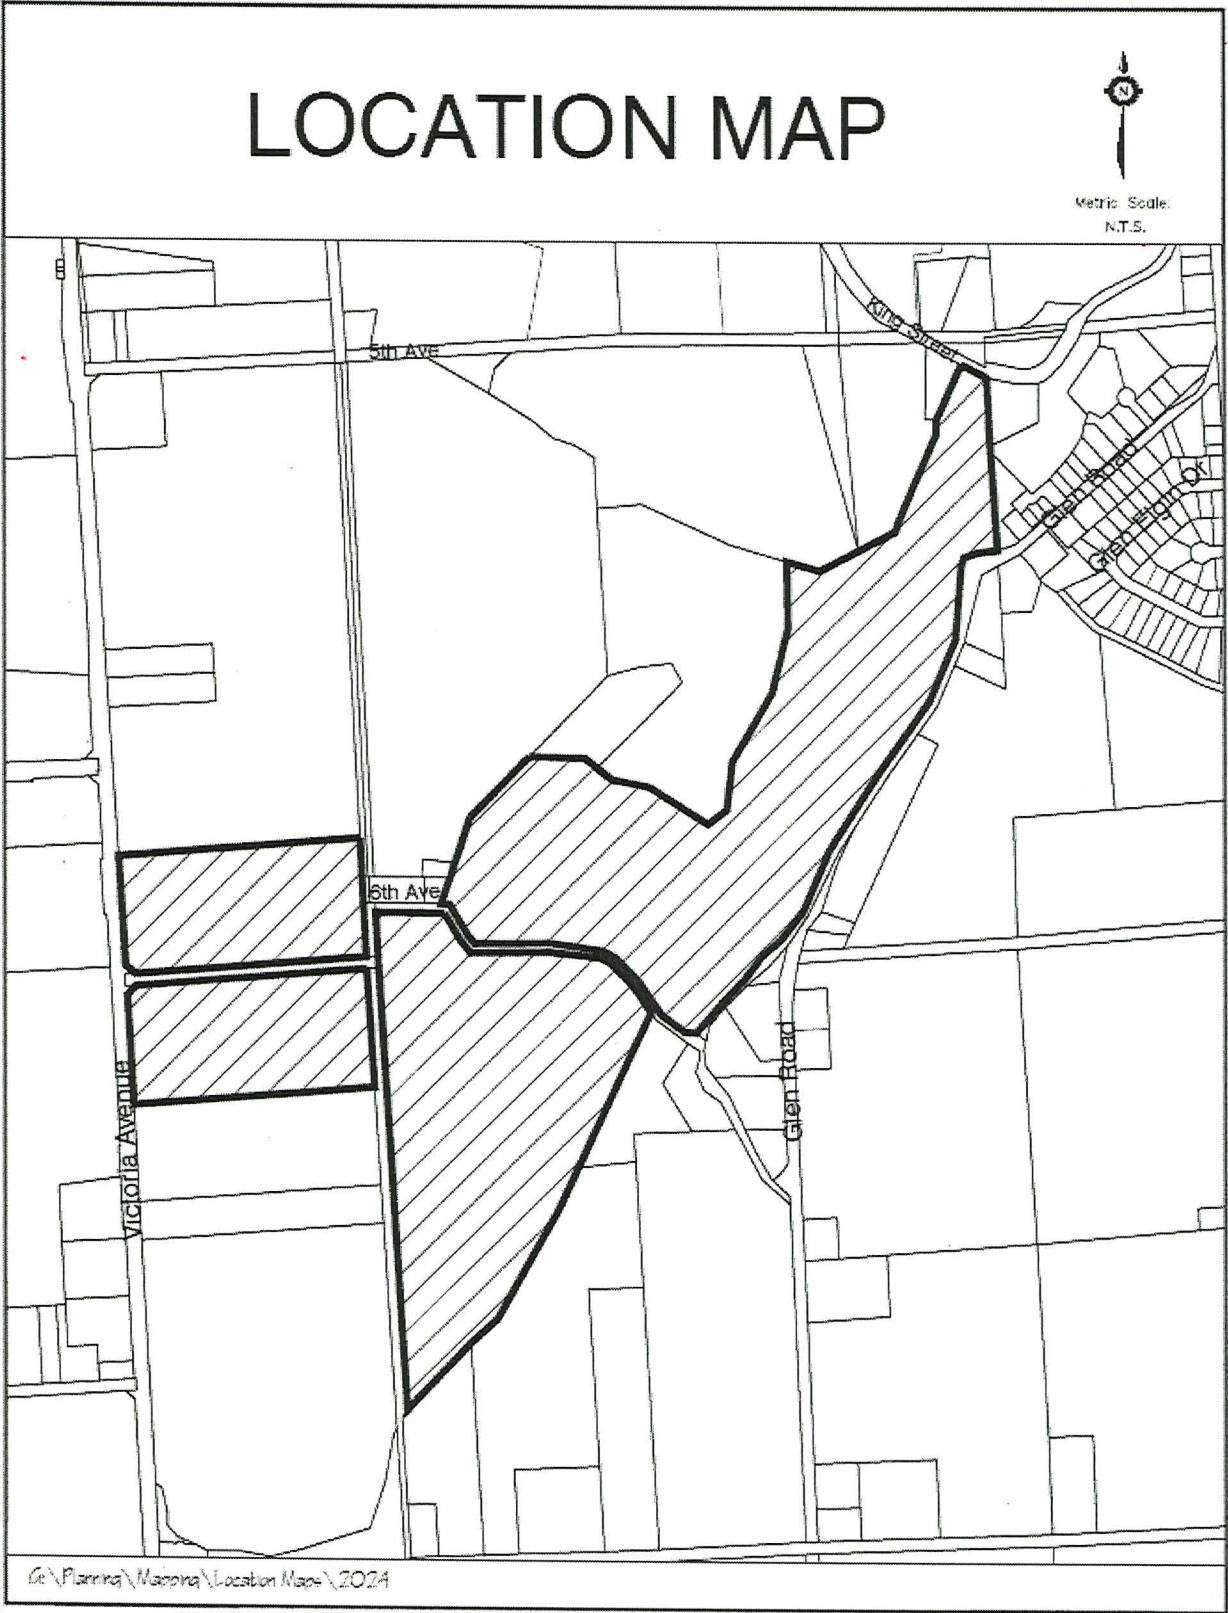 LOCATION MAP
N
Metric Scale:
N.T.S.
King Street
5th Ave
Glen Road
Glen Elgin Dr
6th Ave
Glen Road
Victoria Avenue
G:\Planning\Mapping\Location Maps\2024